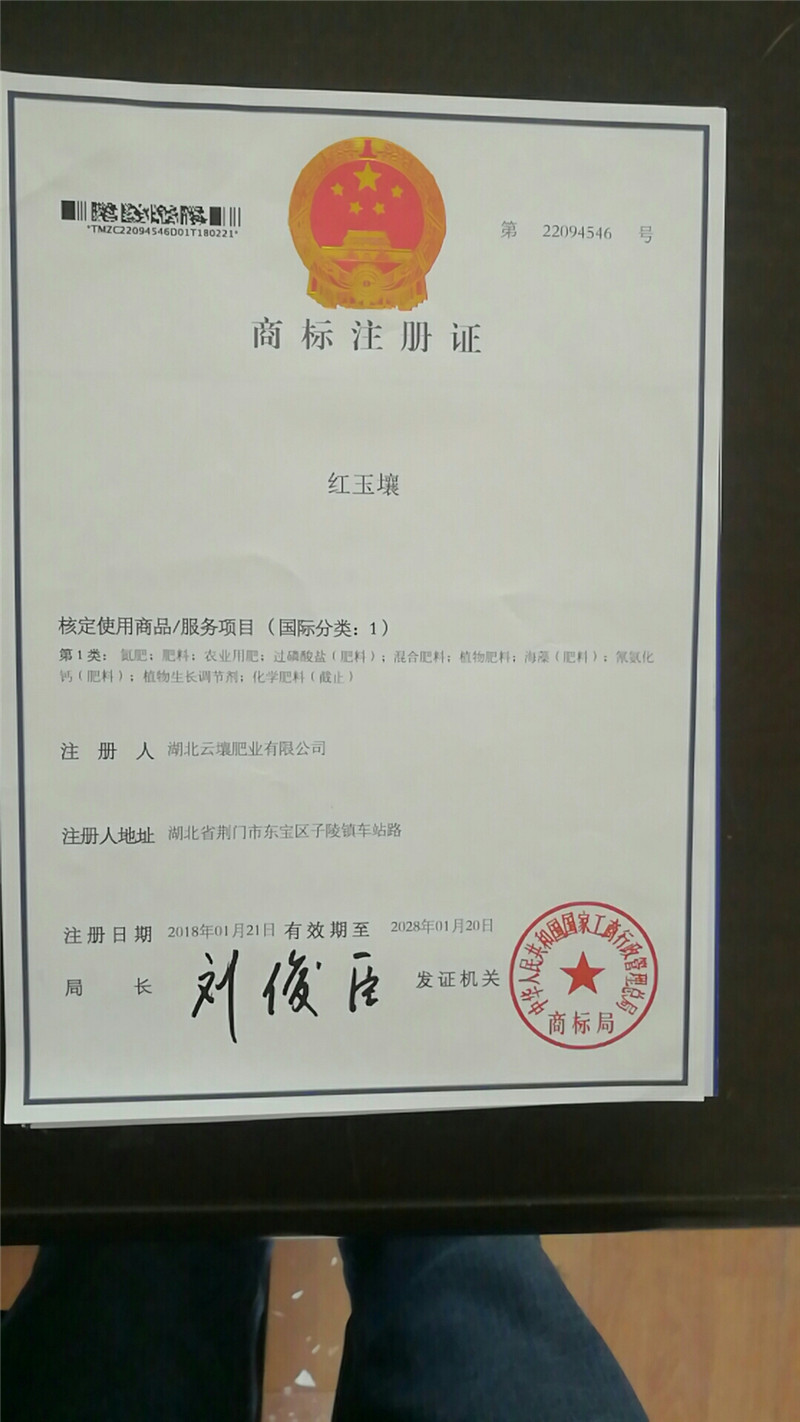 *TMZC22094546D01T180221*
第 22094546 号
商标注册证
红玉壤
核定使用商品/服务项目（国际分类：1）
第1类：氮肥；肥料；农业用肥；过磷酸盐（肥料）；混合肥料；植物肥料；海藻（肥料）；氰氨化
钙（肥料）；植物生长调节剂；化学肥料（截止）
注册人 湖北云壤肥业有限公司
注册人地址 湖北省荆门市东宝区子陵镇车站路
注册日期 2018年01月21日 有效期至 2028年01月20日
局长 刘俊臣 发证机关
中华人民共和国国家工商行政管理总局
商标局